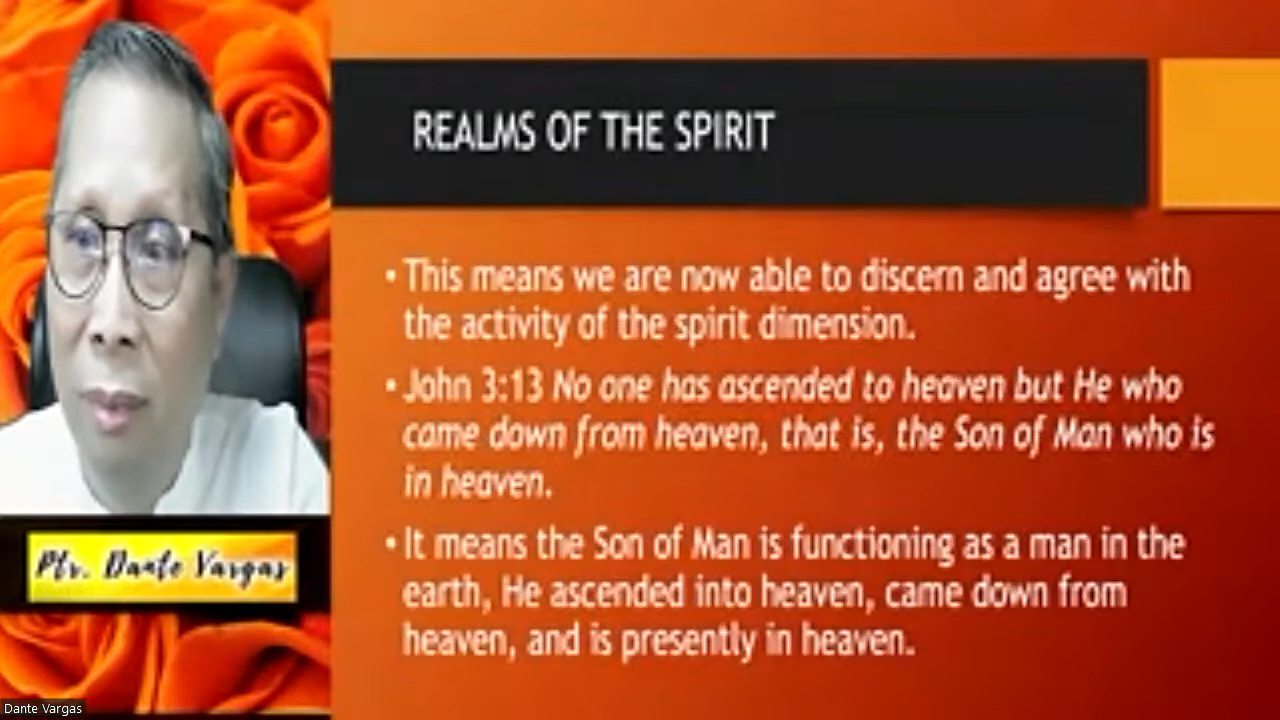 REALMS OF THE SPIRIT
• This means we are now able to discern and agree with
the activity of the spirit dimension.
• John 3:13 No one has ascended to heaven but He who
came down from heaven, that is, the Son of Man who is
in heaven.
• It means the Son of Man is functioning as a man in the
earth, He ascended into heaven, came down from
heaven, and is presently in heaven.
Ptr. Dante Vargas
Dante Vargas